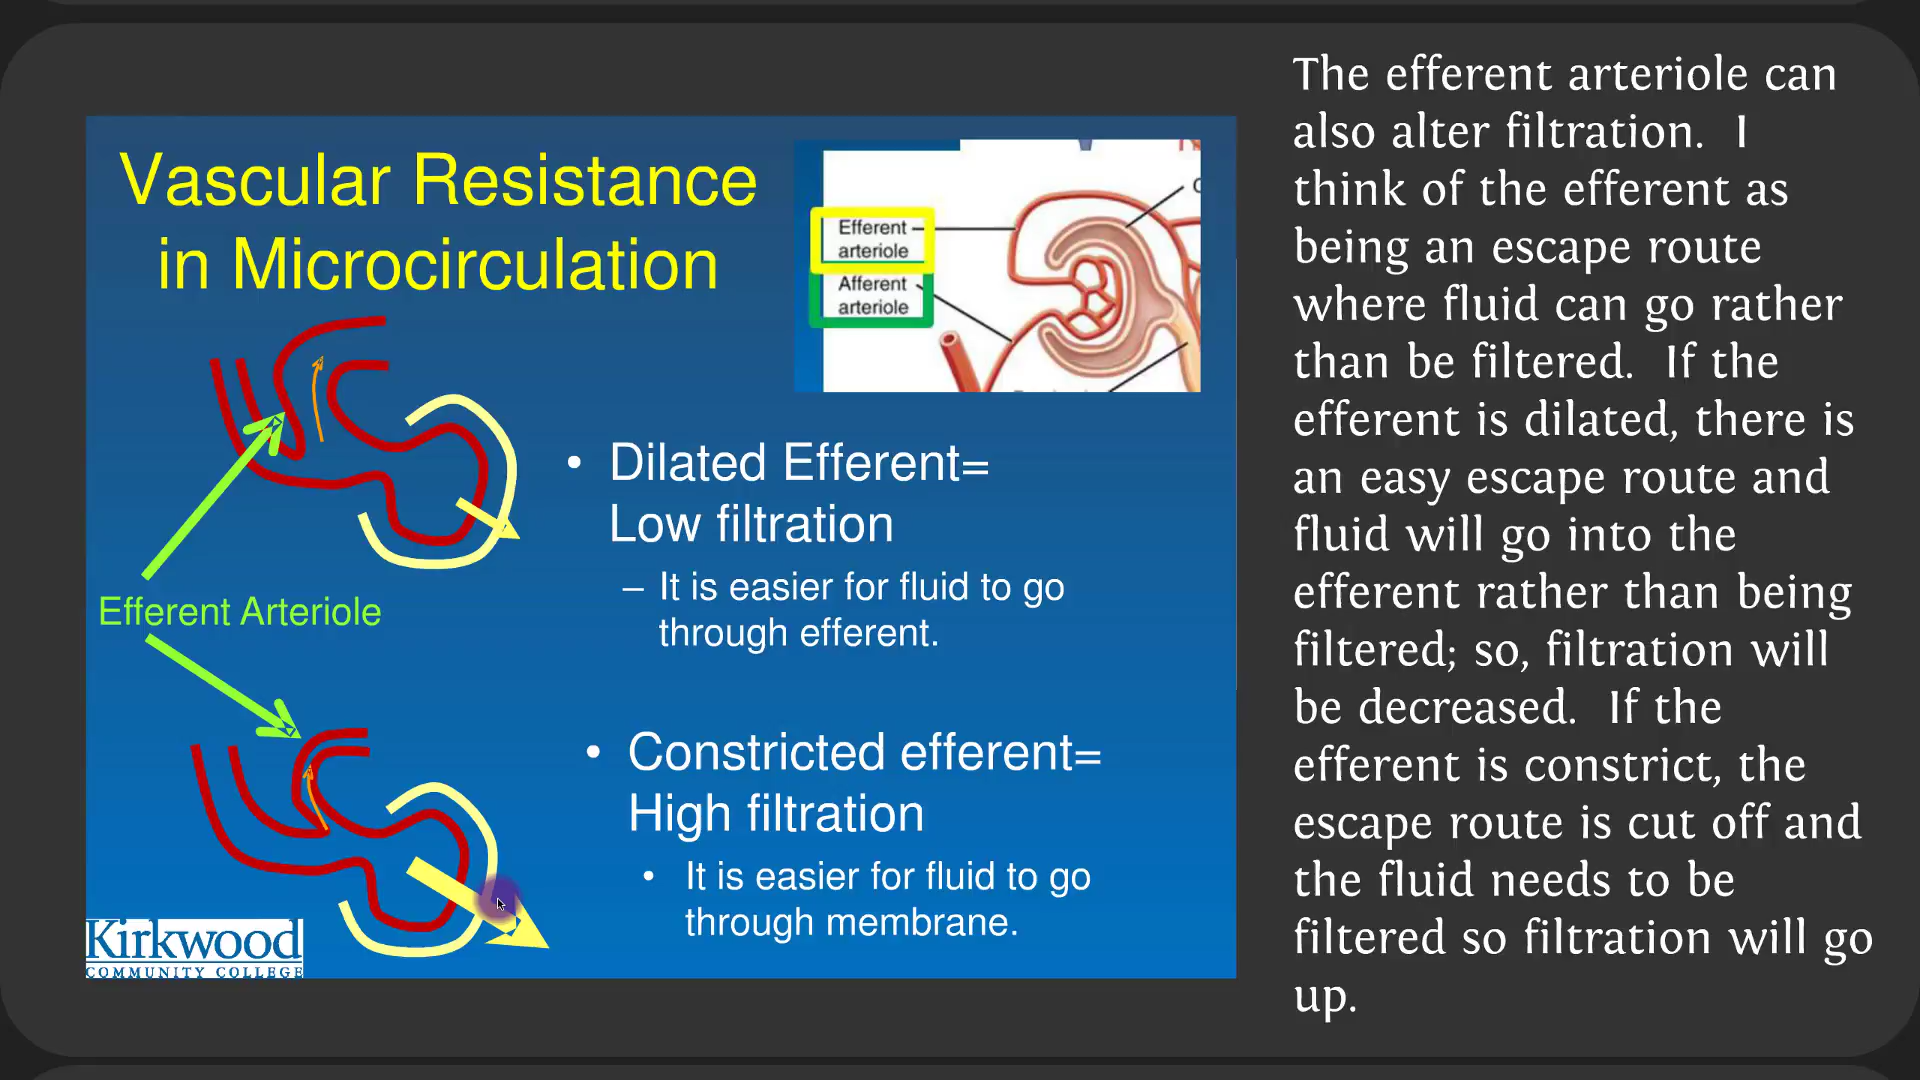 Vascular Resistance
in Microcirculation
Efferent
arteriole
Afferent
arteriole
• Dilated Efferent=
Low filtration
– It is easier for fluid to go
through efferent.
Efferent Arteriole
• Constricted efferent=
High filtration
• It is easier for fluid to go
through membrane.
Kirkwood
COMMUNITY COLLEGE
The efferent arteriole can
also alter filtration. I
think of the efferent as
being an escape route
where fluid can go rather
than be filtered. If the
efferent is dilated, there is
an easy escape route and
fluid will go into the
efferent rather than being
filtered; so, filtration will
be decreased. If the
efferent is constrict, the
escape route is cut off and
the fluid needs to be
filtered so filtration will go
up.